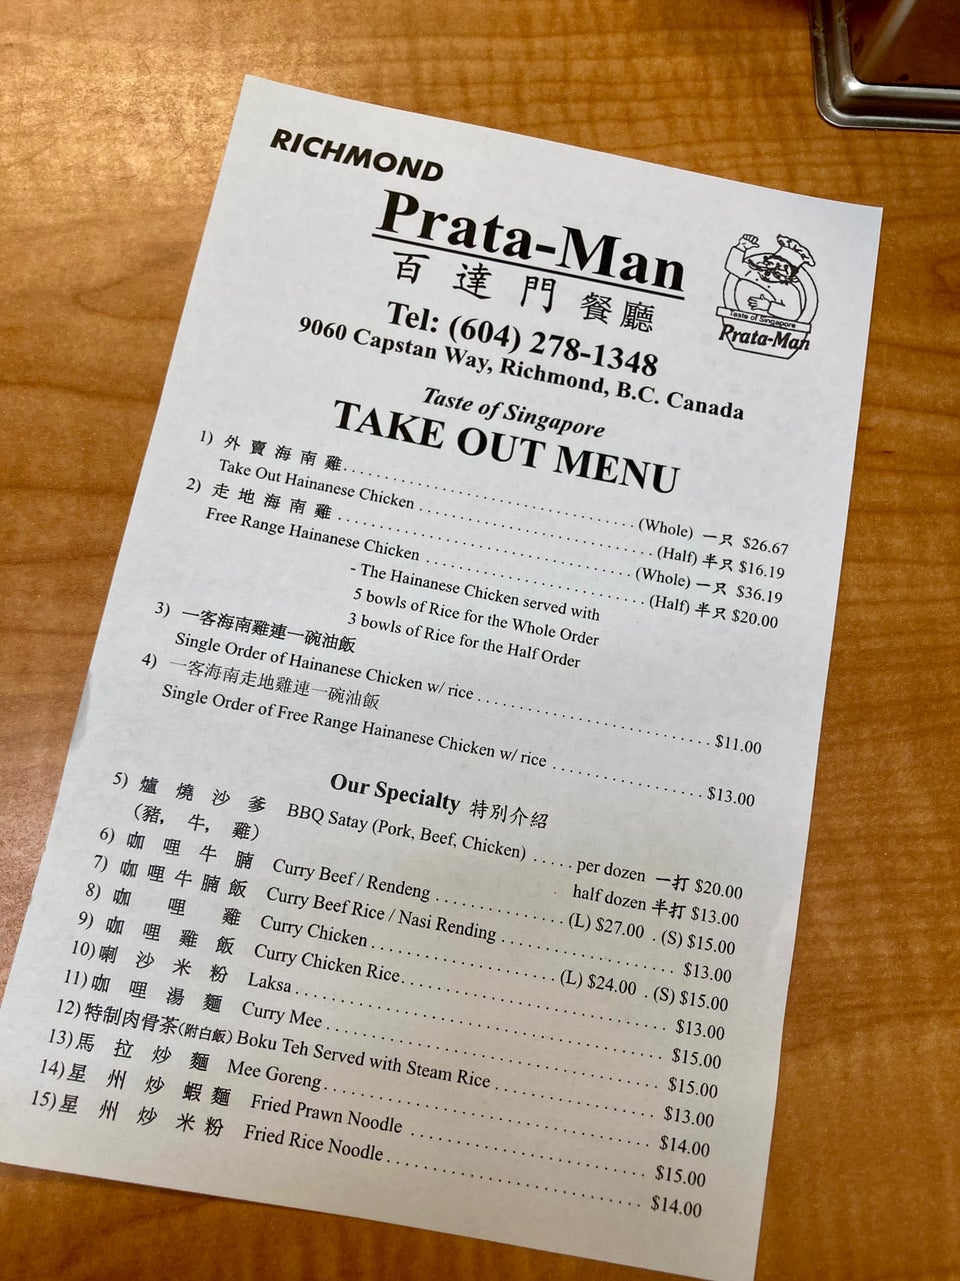 RICHMOND
Prata-Man
百達門餐廳
Taste of Singapore
Prata-Man
Tel: (604) 278-1348
9060 Capstan Way, Richmond, B.C. Canada
Taste of Singapore
TAKE OUT MENU
1) 外賣海南雞 (Whole) 一只 $26.67
Take Out Hainanese Chicken (Half) 半只 $16.19
2) 走地海南雞 (Whole) 一只 $36.19
Free Range Hainanese Chicken (Half) 半只 $20.00
- The Hainanese Chicken served with
5 bowls of Rice for the Whole Order
3 bowls of Rice for the Half Order
3) 一客海南雞連一碗油飯
Single Order of Hainanese Chicken w/ rice $11.00
4) 一客海南走地雞連一碗油飯
Single Order of Free Range Hainanese Chicken w/ rice $13.00
Our Specialty 特別介紹
5) 爐燒沙爹 BBQ Satay (Pork, Beef, Chicken) per dozen 一打 $20.00
(豬, 牛, 雞) half dozen 半打 $13.00
6) 咖哩牛腩 Curry Beef / Rendeng (L) $27.00 . (S) $15.00
7) 咖哩牛腩飯 Curry Beef Rice / Nasi Rending $13.00
8) 咖哩雞 Curry Chicken (L) $24.00 . (S) $15.00
9) 咖哩雞飯 Curry Chicken Rice $13.00
10) 喇沙米粉 Laksa $15.00
11) 咖哩湯麵 Curry Mee $15.00
12) 特制肉骨茶(附白飯) Boku Teh Served with Steam Rice $13.00
13) 馬拉炒麵 Mee Goreng $14.00
14) 星州炒蝦麵 Fried Prawn Noodle $15.00
15) 星州炒米粉 Fried Rice Noodle $14.00